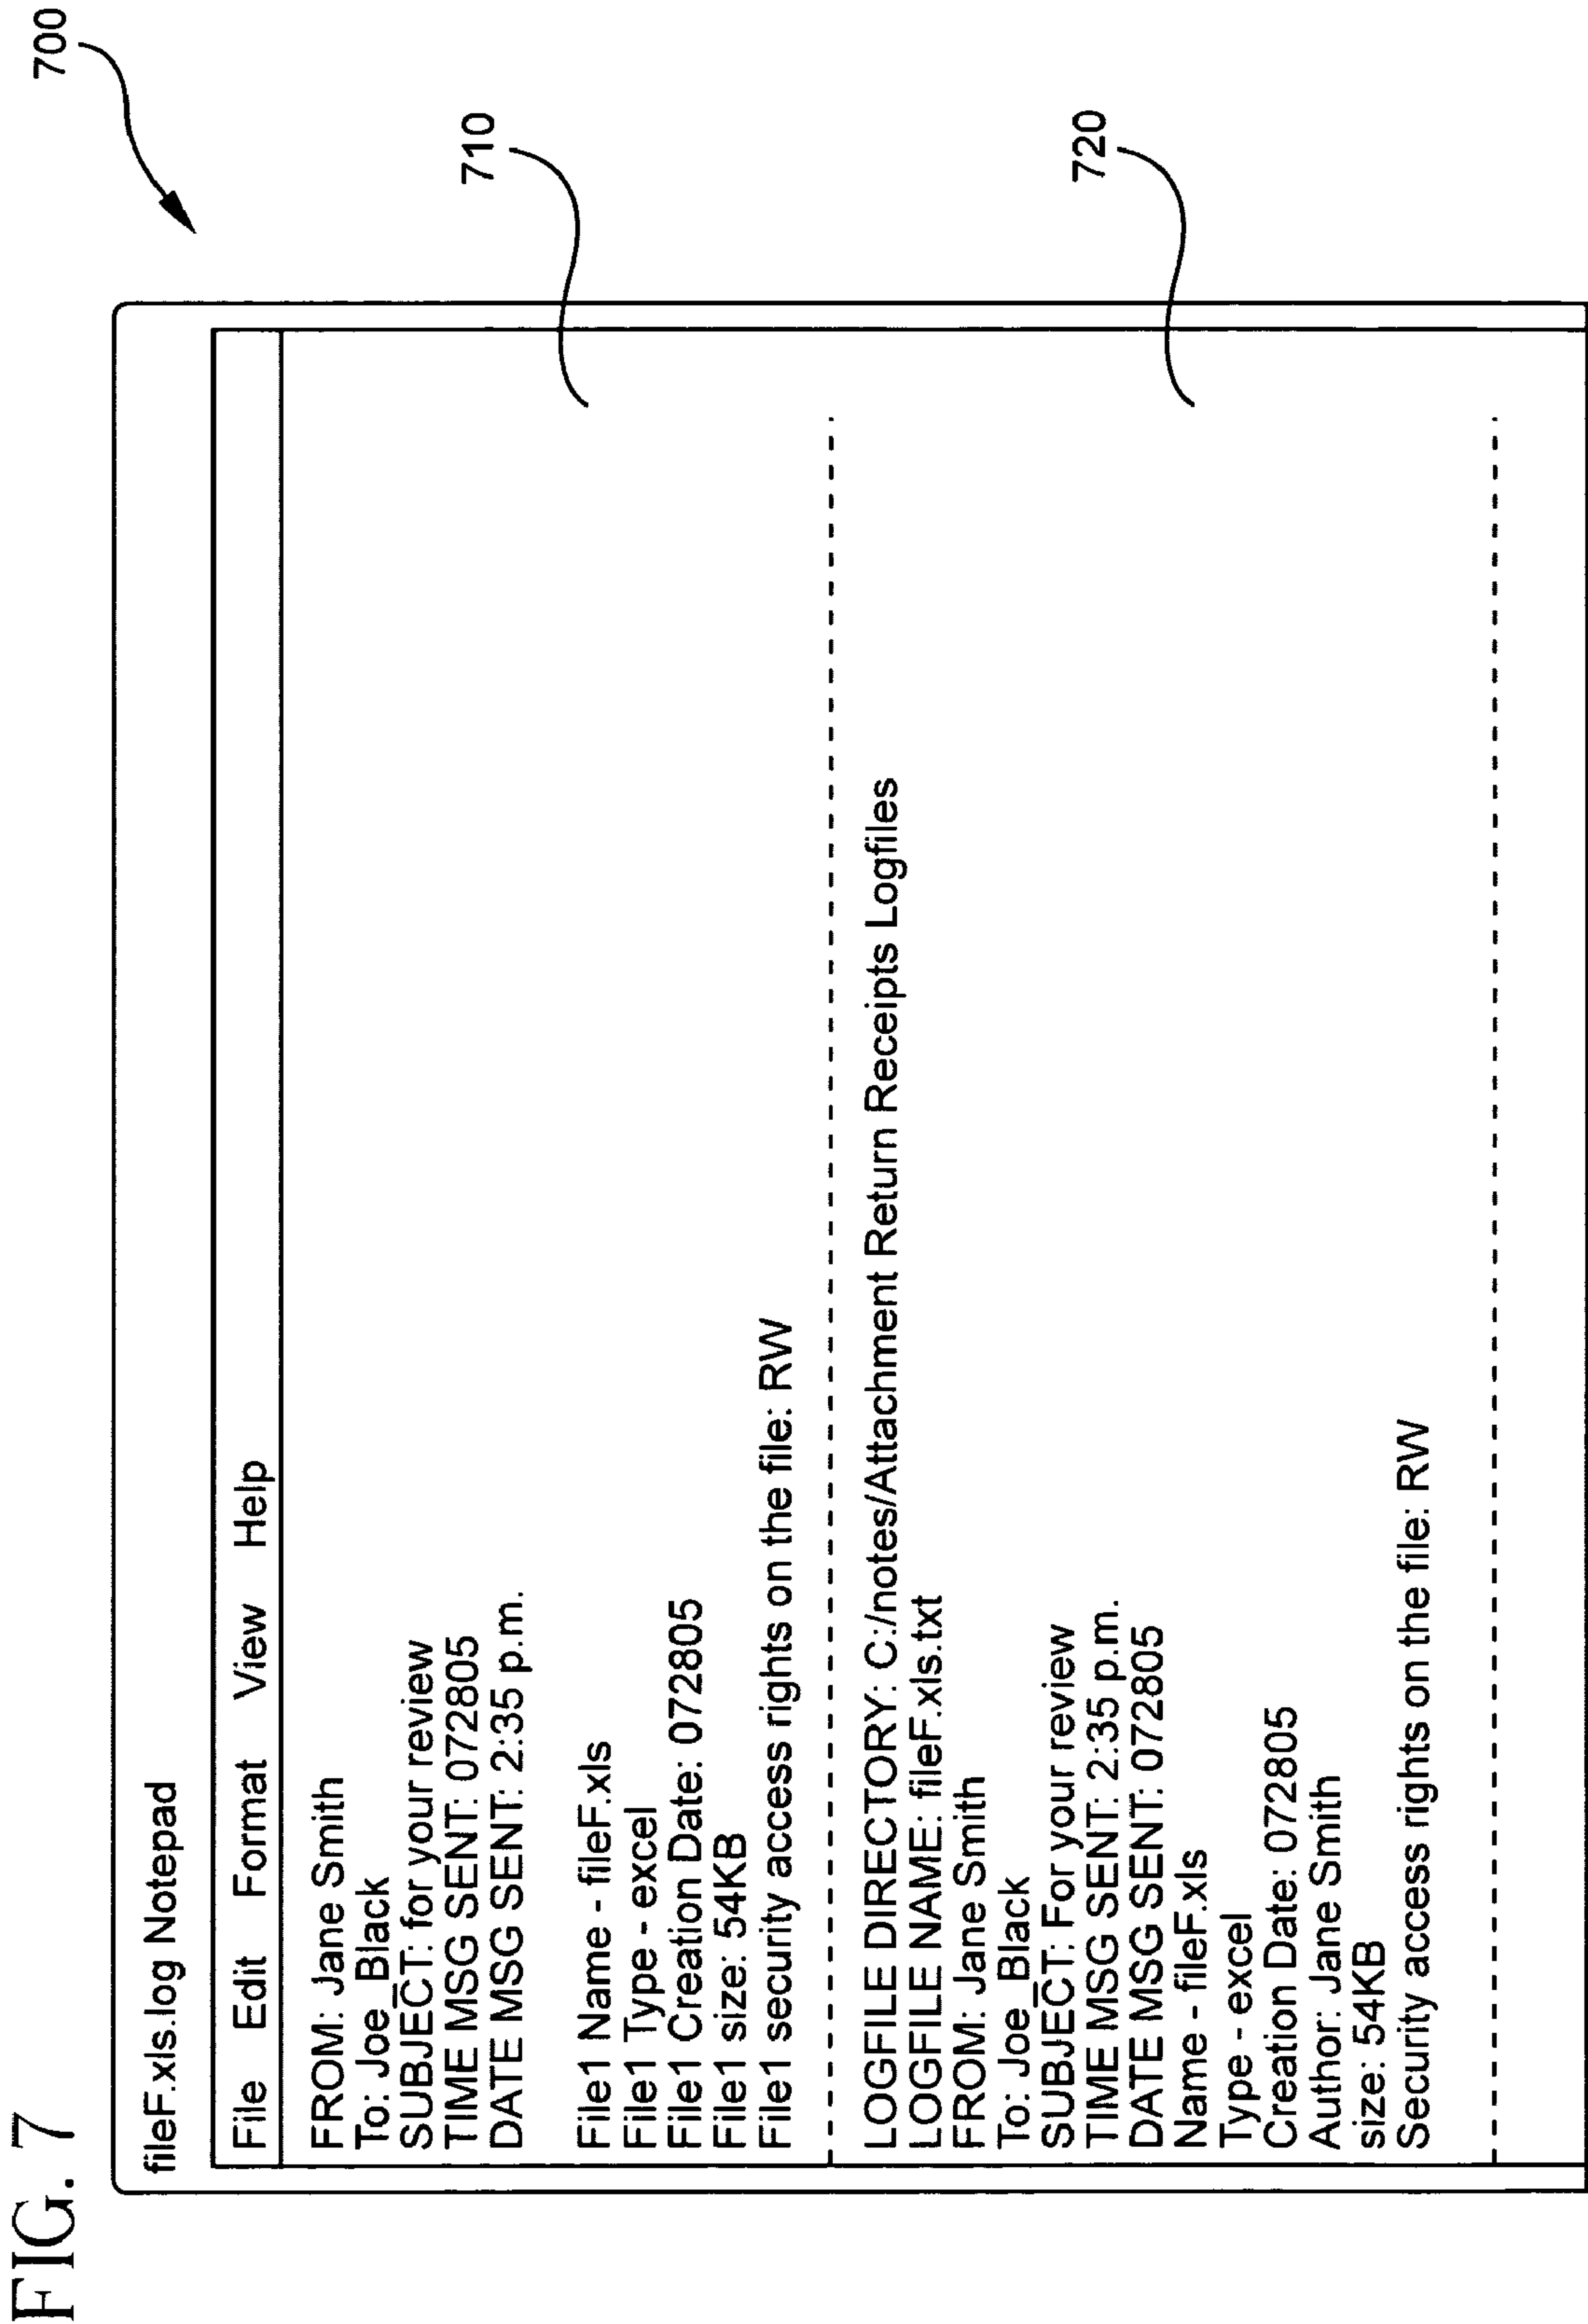 FIG. 7
700
fileF.xls.log Notepad
File Edit Format View Help
FROM: Jane Smith
To: Joe_Black
SUBJECT: for your review
TIME MSG SENT: 072805
DATE MSG SENT: 2:35 p.m.
710
File1 Name - fileF.xls
File1 Type - excel
File1 Creation Date: 072805
File1 size: 54KB
File1 security access rights on the file: RW
LOGFILE DIRECTORY: C:/notes/Attachment Return Receipts Logfiles
LOGFILE NAME: fileF.xls.txt
FROM: Jane Smith
To: Joe_Black
SUBJECT: For your review
TIME MSG SENT: 2:35 p.m.
720
DATE MSG SENT: 072805
Name - fileF.xls
Type - excel
Creation Date: 072805
Author: Jane Smith
size: 54KB
Security access rights on the file: RW